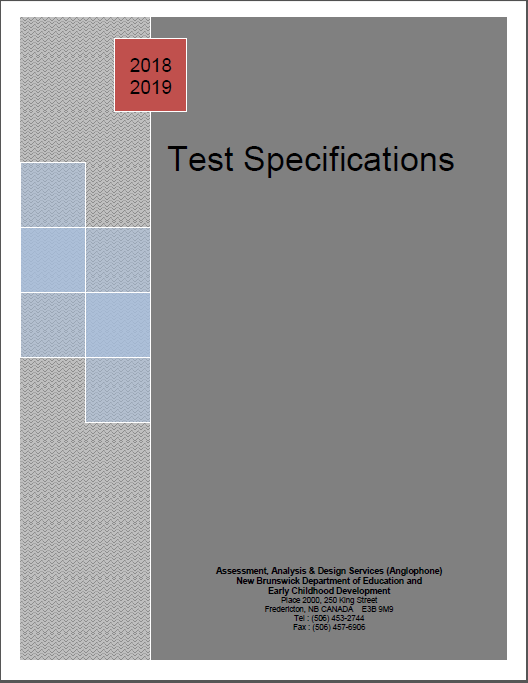 2018
2019
Test Specifications
Assessment, Analysis & Design Services (Anglophone)
New Brunswick Department of Education and
Early Childhood Development
Place 2000, 250 King Street
Fredericton, NB CANADA E3B 9M9
Tel : (506) 453-2744
Fax : (506) 457-6906